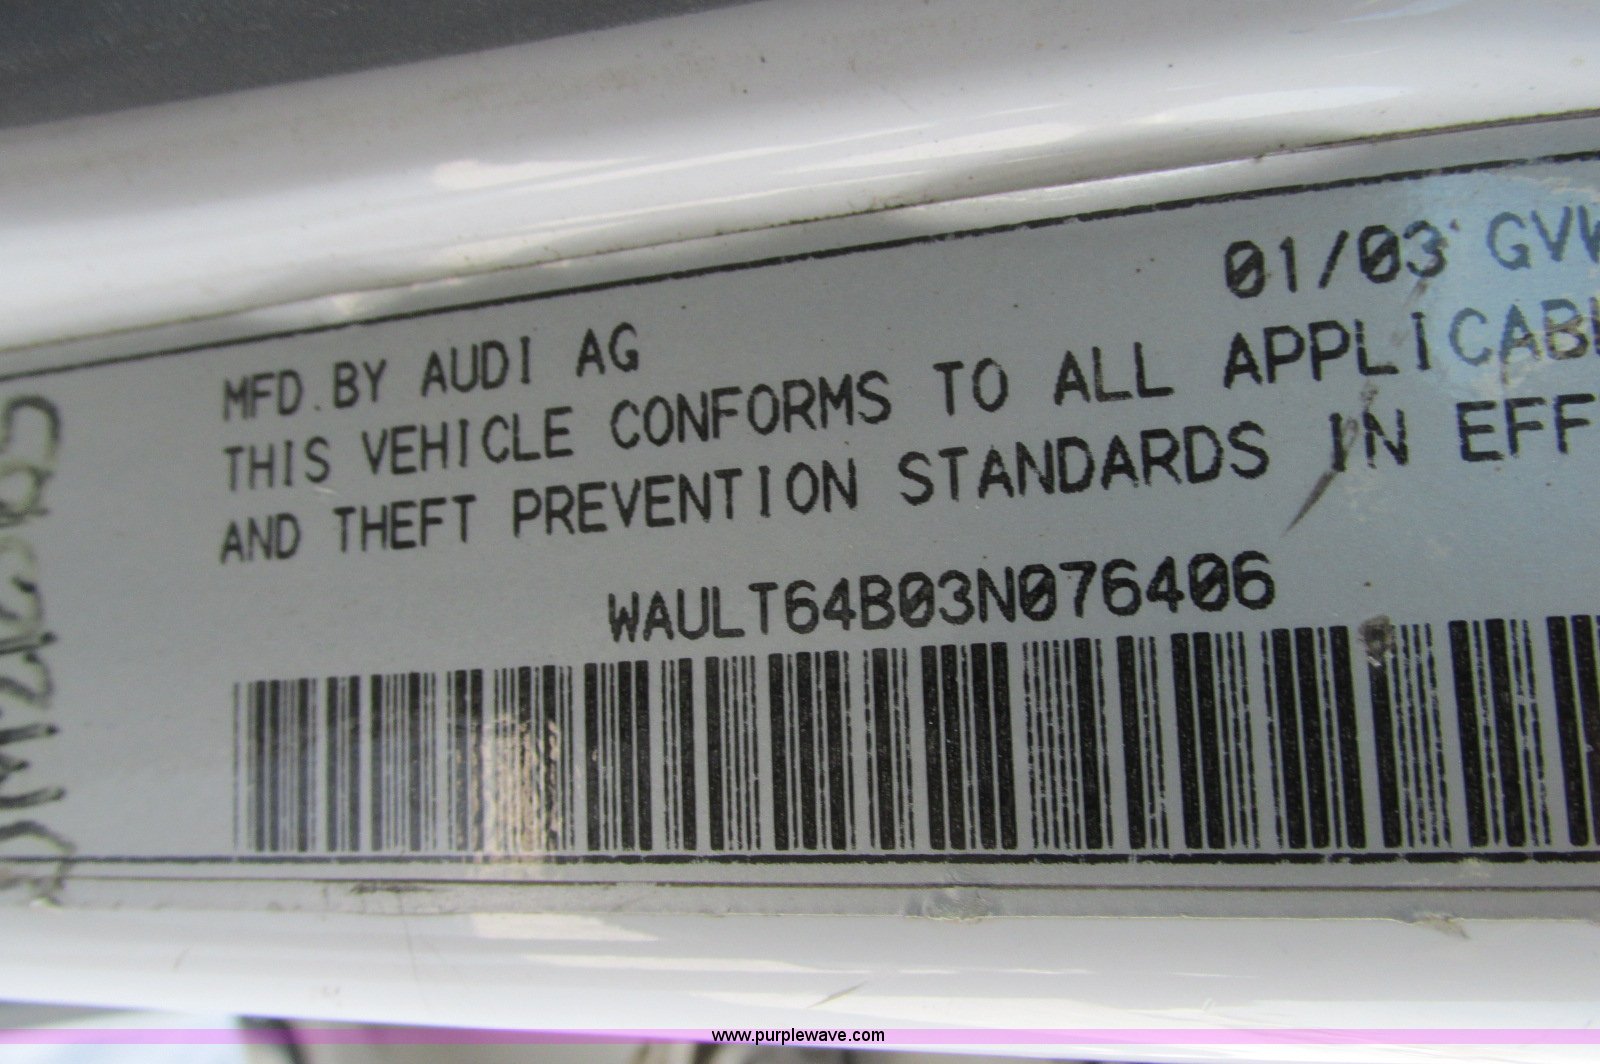 01/03 GVW
MFD.BY AUDI AG
THIS VEHICLE CONFORMS TO ALL APPLICABL
AND THEFT PREVENTION STANDARDS IN EFF
WAULT64B03N076406
www.purplewave.com